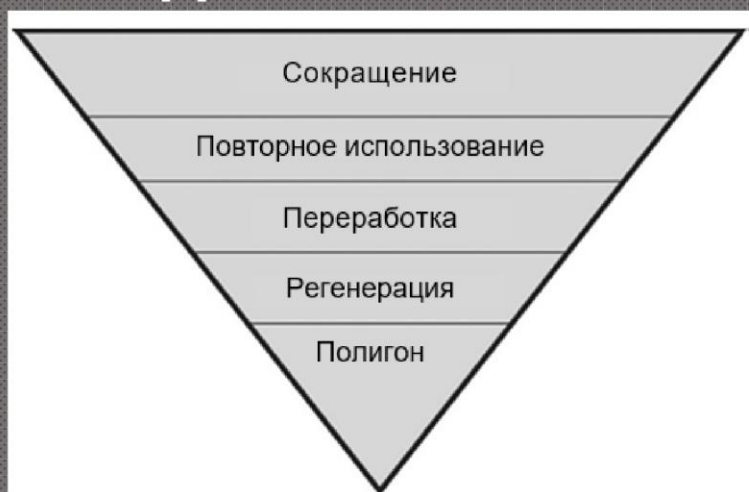 Сокращение
Повторное использование
Переработка
Регенерация
Полигон